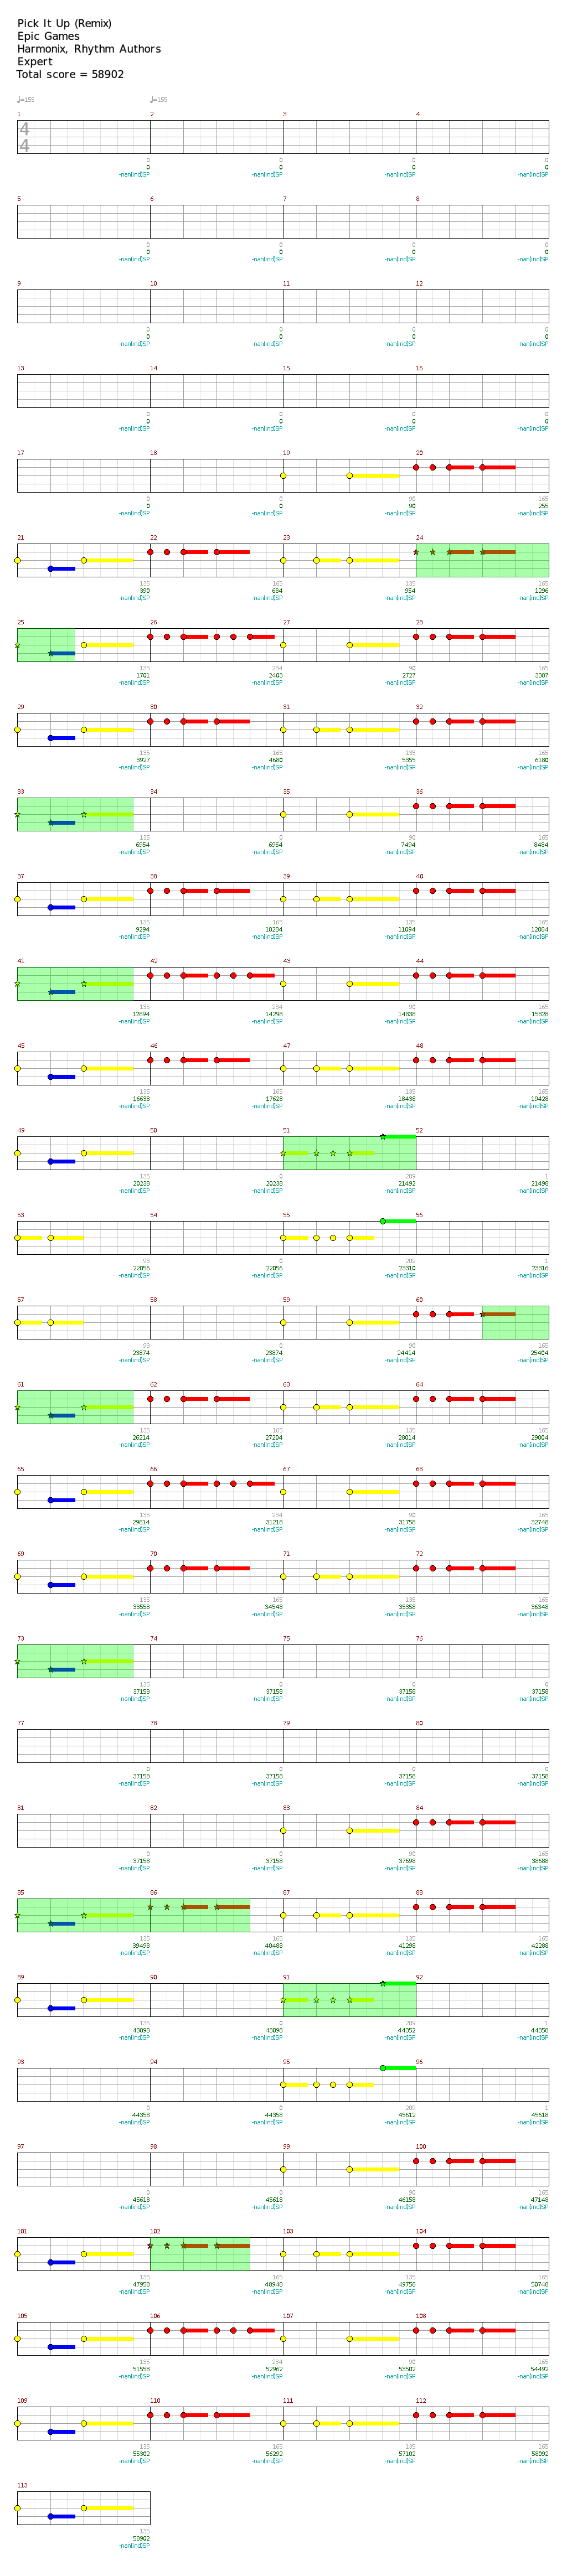 Pick It Up (Remix)
Epic Games
Harmonix, Rhythm Authors
Expert
Total score = 58902
♩=155 ♩=155
1 2 3 4
4
4
0 0 0 0
0 0 0 0
-nan(ind)SP -nan(ind)SP -nan(ind)SP -nan(ind)SP
5 6 7 8
0 0 0 0
0 0 0 0
-nan(ind)SP -nan(ind)SP -nan(ind)SP -nan(ind)SP
9 10 11 12
0 0 0 0
0 0 0 0
-nan(ind)SP -nan(ind)SP -nan(ind)SP -nan(ind)SP
13 14 15 16
0 0 0 0
0 0 0 0
-nan(ind)SP -nan(ind)SP -nan(ind)SP -nan(ind)SP
17 18 19 20
0 0 90 165
0 0 90 255
-nan(ind)SP -nan(ind)SP -nan(ind)SP -nan(ind)SP
21 22 23 24
135 165 135 165
390 684 954 1296
-nan(ind)SP -nan(ind)SP -nan(ind)SP -nan(ind)SP
25 26 27 28
135 234 90 165
1701 2403 2727 3387
-nan(ind)SP -nan(ind)SP -nan(ind)SP -nan(ind)SP
29 30 31 32
135 165 135 165
3927 4680 5355 6180
-nan(ind)SP -nan(ind)SP -nan(ind)SP -nan(ind)SP
33 34 35 36
135 0 90 165
6954 6954 7494 8484
-nan(ind)SP -nan(ind)SP -nan(ind)SP -nan(ind)SP
37 38 39 40
135 165 135 165
9294 10284 11094 12084
-nan(ind)SP -nan(ind)SP -nan(ind)SP -nan(ind)SP
41 42 43 44
135 234 90 165
12894 14298 14838 15828
-nan(ind)SP -nan(ind)SP -nan(ind)SP -nan(ind)SP
45 46 47 48
135 165 135 165
16638 17628 18438 19428
-nan(ind)SP -nan(ind)SP -nan(ind)SP -nan(ind)SP
49 50 51 52
135 0 209 1
20238 20238 21492 21498
-nan(ind)SP -nan(ind)SP -nan(ind)SP -nan(ind)SP
53 54 55 56
93 0 209 1
22056 22056 23310 23316
-nan(ind)SP -nan(ind)SP -nan(ind)SP -nan(ind)SP
57 58 59 60
93 0 90 165
23874 23874 24414 25404
-nan(ind)SP -nan(ind)SP -nan(ind)SP -nan(ind)SP
61 62 63 64
135 165 135 165
26214 27204 28014 29004
-nan(ind)SP -nan(ind)SP -nan(ind)SP -nan(ind)SP
65 66 67 68
135 234 90 165
29814 31218 31758 32748
-nan(ind)SP -nan(ind)SP -nan(ind)SP -nan(ind)SP
69 70 71 72
135 165 135 165
33558 34548 35358 36348
-nan(ind)SP -nan(ind)SP -nan(ind)SP -nan(ind)SP
73 74 75 76
135 0 0 0
37158 37158 37158 37158
-nan(ind)SP -nan(ind)SP -nan(ind)SP -nan(ind)SP
77 78 79 80
0 0 0 0
37158 37158 37158 37158
-nan(ind)SP -nan(ind)SP -nan(ind)SP -nan(ind)SP
81 82 83 84
0 0 90 165
37158 37158 37698 38688
-nan(ind)SP -nan(ind)SP -nan(ind)SP -nan(ind)SP
85 86 87 88
135 165 135 165
39498 40488 41298 42288
-nan(ind)SP -nan(ind)SP -nan(ind)SP -nan(ind)SP
89 90 91 92
135 0 209 1
43098 43098 44352 44358
-nan(ind)SP -nan(ind)SP -nan(ind)SP -nan(ind)SP
93 94 95 96
0 0 209 1
44358 44358 45612 45618
-nan(ind)SP -nan(ind)SP -nan(ind)SP -nan(ind)SP
97 98 99 100
0 0 90 165
45618 45618 46158 47148
-nan(ind)SP -nan(ind)SP -nan(ind)SP -nan(ind)SP
101 102 103 104
135 165 135 165
47958 48948 49758 50748
-nan(ind)SP -nan(ind)SP -nan(ind)SP -nan(ind)SP
105 106 107 108
135 234 90 165
51558 52962 53502 54492
-nan(ind)SP -nan(ind)SP -nan(ind)SP -nan(ind)SP
109 110 111 112
135 165 135 165
55302 56292 57102 58092
-nan(ind)SP -nan(ind)SP -nan(ind)SP -nan(ind)SP
113
135
58902
-nan(ind)SP